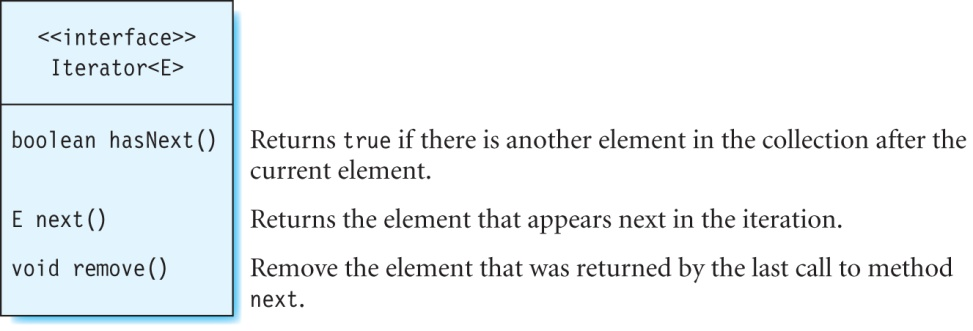 <<interface>>
Iterator<E>
boolean hasNext() Returns true if there is another element in the collection after the
current element.
E next() Returns the element that appears next in the iteration.
void remove() Remove the element that was returned by the last call to method
next.